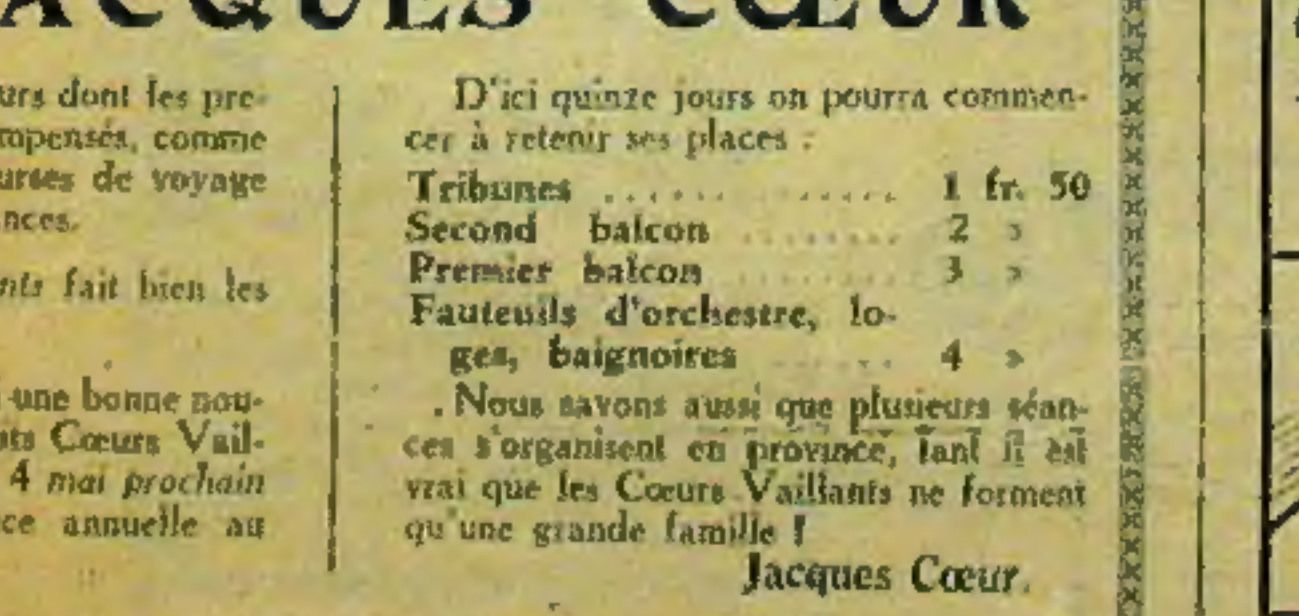 ACQUES CŒUR
urs dont les pre-
mpensés, comme
urses de voyage
nces.
nts fait bien les
une bonne nou-
nts Cœurs Vail-
4 mai prochain
ce annuelle au
D'ici quinze jours on pourra commen-
cer à retenir ses places :
Tribunes .................. 1 fr. 50
Second balcon ......... 2 »
Premier balcon ......... 3 »
Fauteuils d'orchestre, lo-
ges, baignoires ....... 4 »
Nous savons aussi que plusieurs séan-
ces s'organisent en province, tant il est
vrai que les Cœurs Vaillants ne forment
qu'une grande famille !
Jacques Cœur.